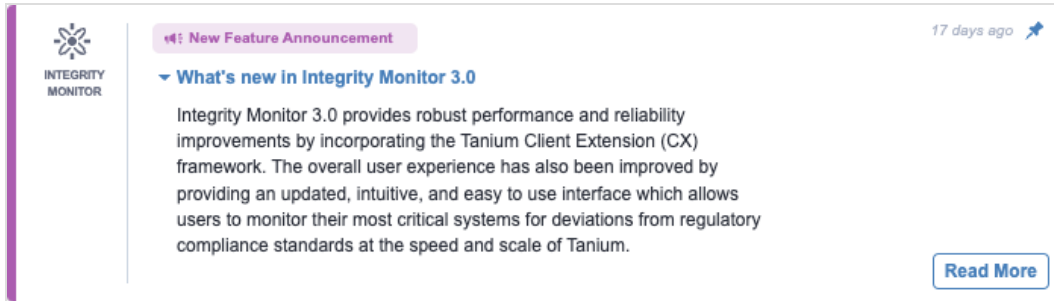 INTEGRITY
MONITOR
New Feature Announcement
17 days ago
What's new in Integrity Monitor 3.0
Integrity Monitor 3.0 provides robust performance and reliability
improvements by incorporating the Tanium Client Extension (CX)
framework. The overall user experience has also been improved by
providing an updated, intuitive, and easy to use interface which allows
users to monitor their most critical systems for deviations from regulatory
compliance standards at the speed and scale of Tanium.
Read More